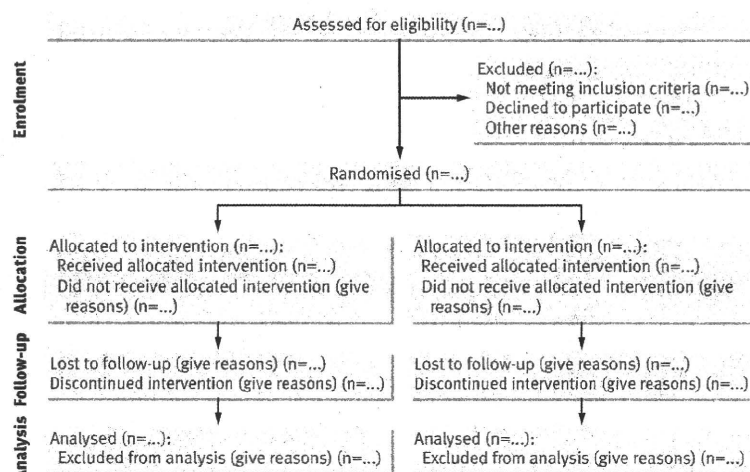 Assessed for eligibility (n=...)
Enrolment
Excluded (n=...):
Not meeting inclusion criteria (n=...)
Declined to participate (n=...)
Other reasons (n=...)
Randomised (n=...)
Allocation
Allocated to intervention (n=...):
Received allocated intervention (n=...)
Did not receive allocated intervention (give
reasons) (n=...)
Allocated to intervention (n=...):
Received allocated intervention (n=...)
Did not receive allocated intervention (give
reasons) (n=...)
Follow-up
Lost to follow-up (give reasons) (n=...)
Discontinued intervention (give reasons) (n=...)
Lost to follow-up (give reasons) (n=...)
Discontinued intervention (give reasons) (n=...)
Analysis
Analysed (n=...):
Excluded from analysis (give reasons) (n=...)
Analysed (n=...):
Excluded from analysis (give reasons) (n=...)